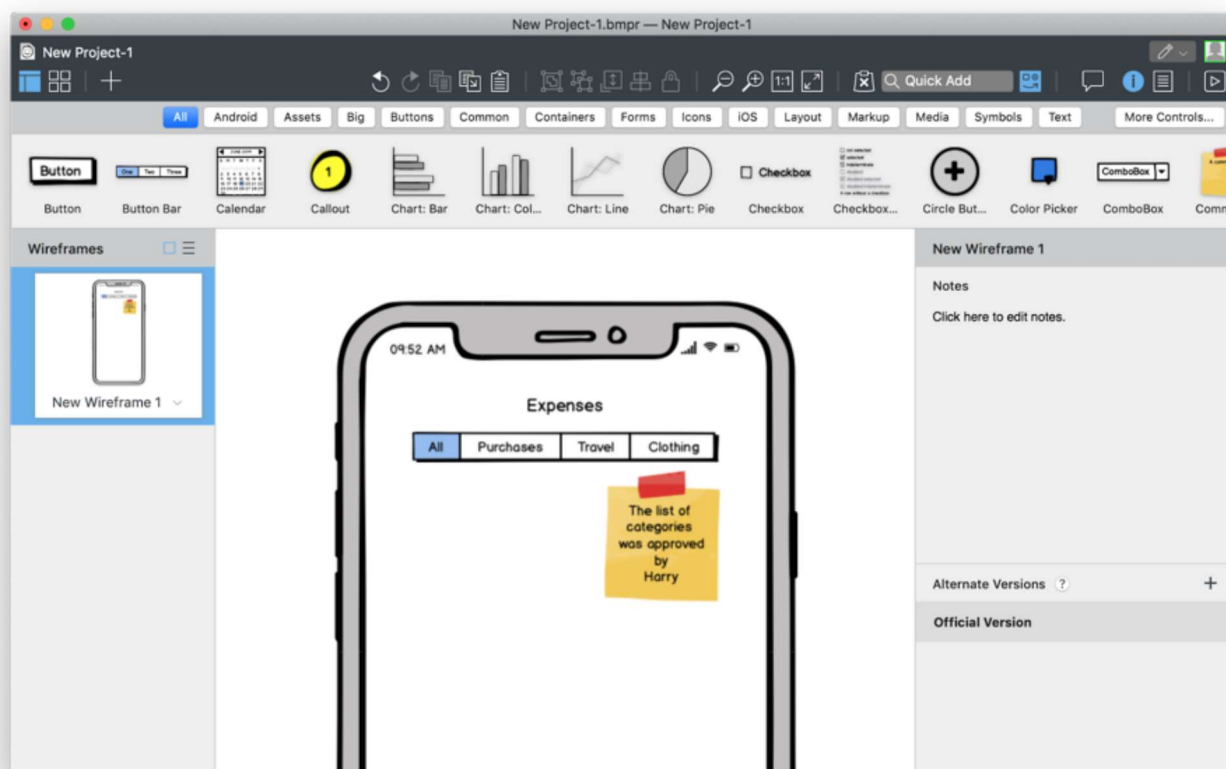 New Project-1.bmpr — New Project-1
New Project-1
1:1
Quick Add
All Android Assets Big Buttons Common Containers Forms Icons iOS Layout Markup Media Symbols Text More Controls...
Button One Two Three 1 Checkbox ComboBox
Button Button Bar Calendar Callout Chart: Bar Chart: Col... Chart: Line Chart: Pie Checkbox Checkbox... Circle But... Color Picker ComboBox Comm
Wireframes
New Wireframe 1
09:52 AM
Expenses
All Purchases Travel Clothing
The list of
categories
was approved
by
Harry
New Wireframe 1
Notes
Click here to edit notes.
Alternate Versions ?
Official Version